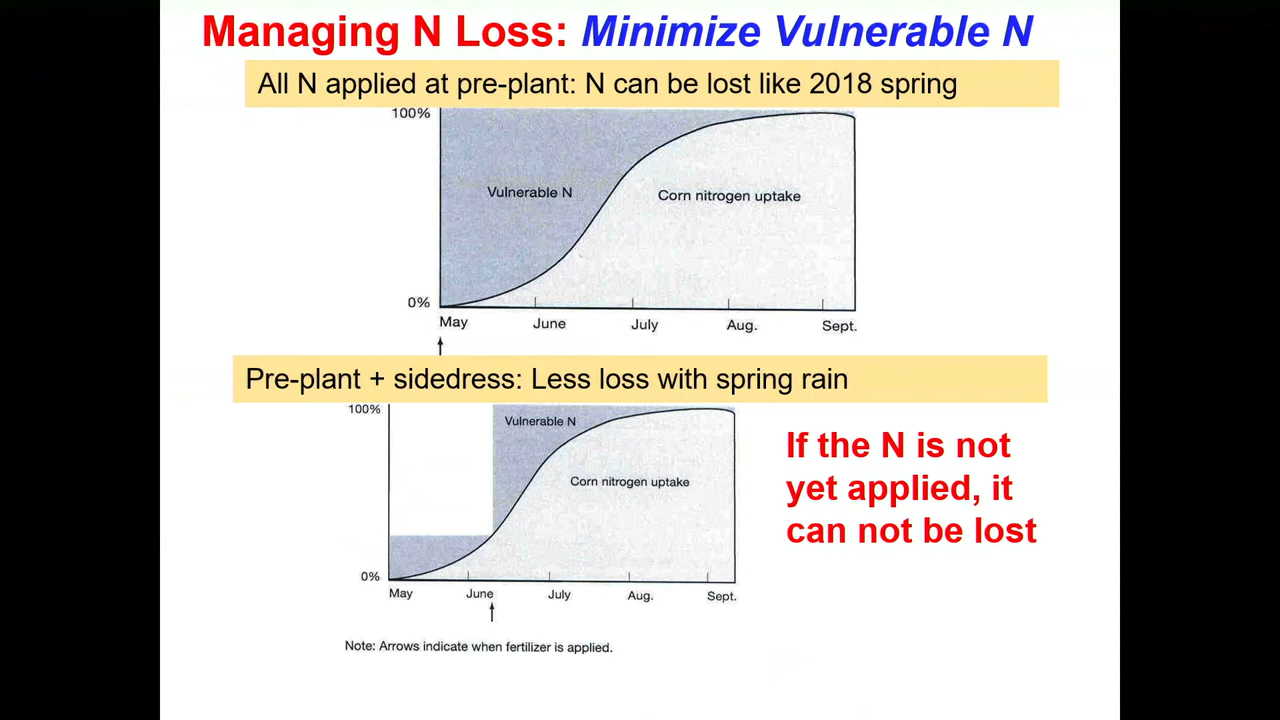 Managing N Loss: Minimize Vulnerable N
All N applied at pre-plant: N can be lost like 2018 spring
100%
Vulnerable N
Corn nitrogen uptake
0%
May
June
July
Aug.
Sept.
Pre-plant + sidedress: Less loss with spring rain
100%
Vulnerable N
Corn nitrogen uptake
0%
May
June
July
Aug.
Sept.
If the N is not
yet applied, it
can not be lost
Note: Arrows indicate when fertilizer is applied.